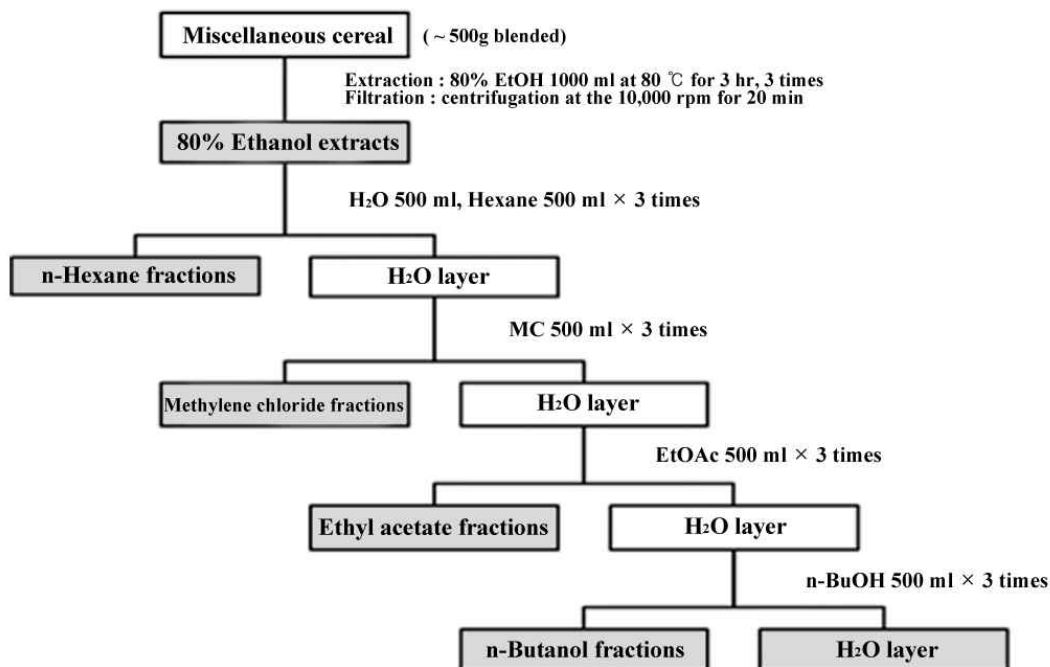 Miscellaneous cereal
( ~ 500g blended)
Extraction : 80% EtOH 1000 ml at 80 ℃ for 3 hr, 3 times
Filtration : centrifugation at the 10,000 rpm for 20 min
80% Ethanol extracts
H₂O 500 ml, Hexane 500 ml × 3 times
n-Hexane fractions
H₂O layer
MC 500 ml × 3 times
Methylene chloride fractions
H₂O layer
EtOAc 500 ml × 3 times
Ethyl acetate fractions
H₂O layer
n-BuOH 500 ml × 3 times
n-Butanol fractions
H₂O layer